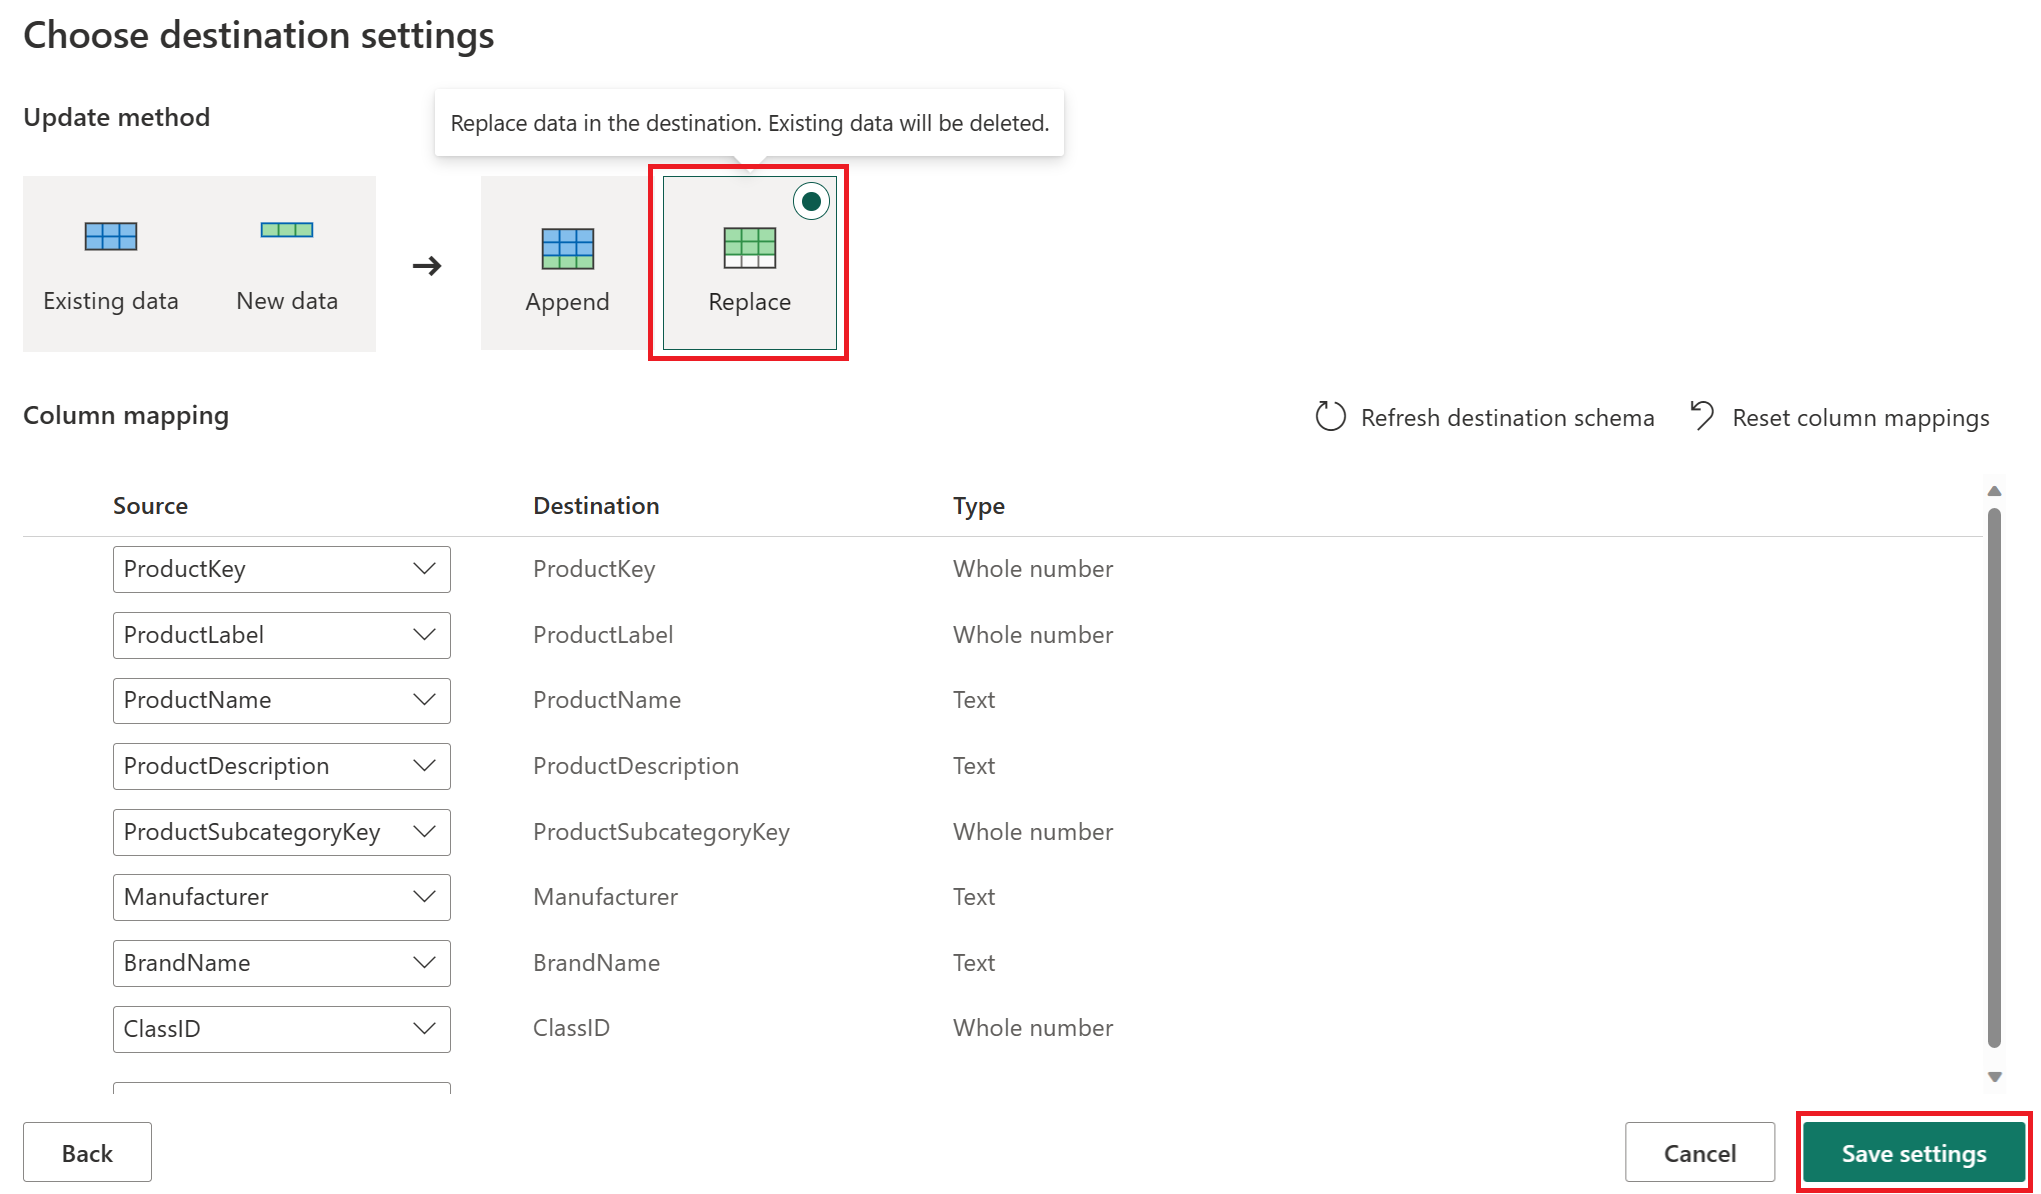 Choose destination settings
Update method
Replace data in the destination. Existing data will be deleted.
Existing data
New data
Append
Replace
Column mapping
Refresh destination schema
Reset column mappings
Source Destination Type
ProductKey ProductKey Whole number
ProductLabel ProductLabel Whole number
ProductName ProductName Text
ProductDescription ProductDescription Text
ProductSubcategoryKey ProductSubcategoryKey Whole number
Manufacturer Manufacturer Text
BrandName BrandName Text
ClassID ClassID Whole number
Back
Cancel
Save settings